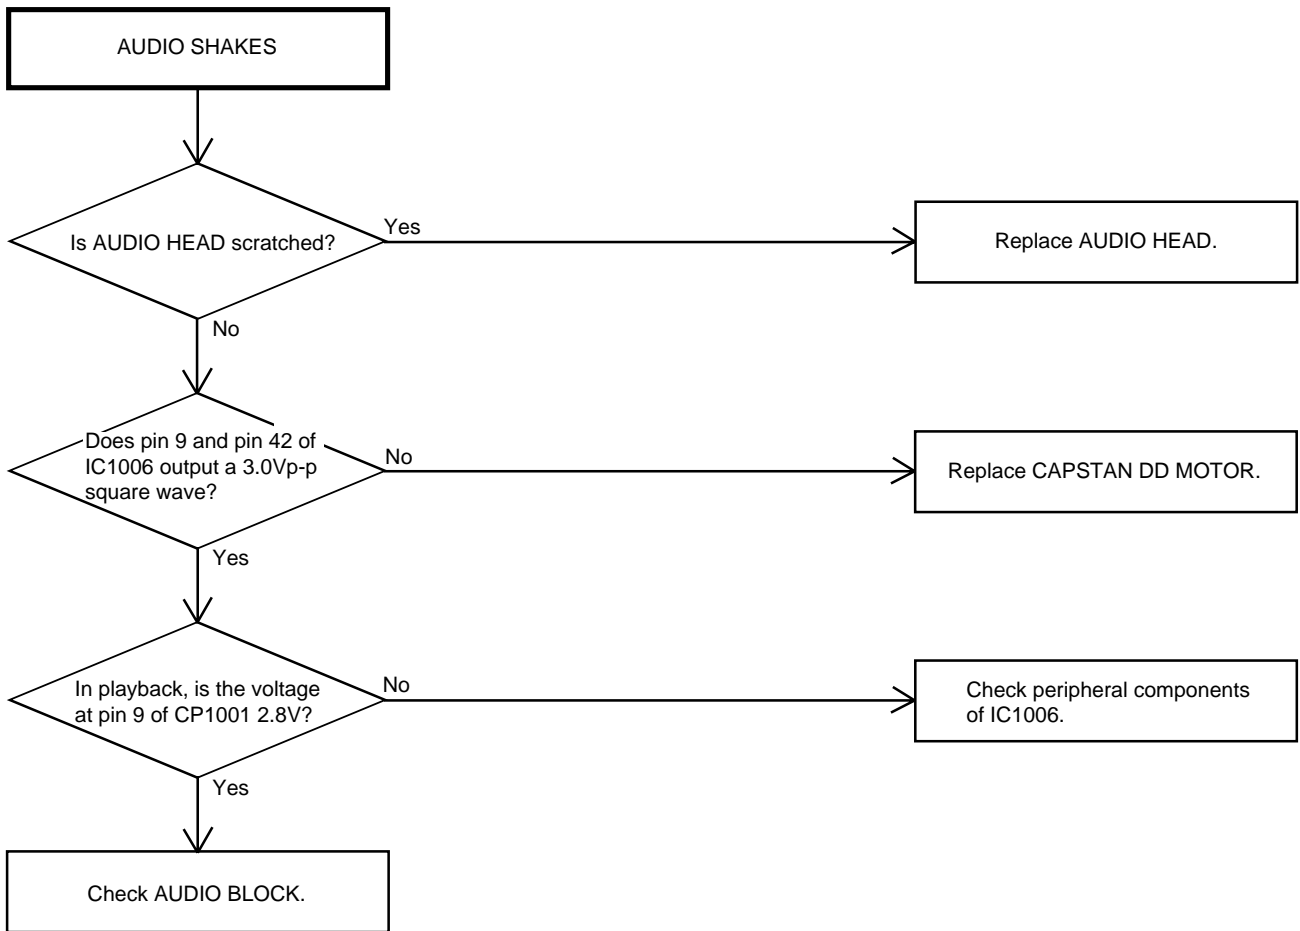 AUDIO SHAKES
Is AUDIO HEAD scratched?
Yes
Replace AUDIO HEAD.
No
Does pin 9 and pin 42 of
IC1006 output a 3.0Vp-p
square wave?
No
Replace CAPSTAN DD MOTOR.
Yes
In playback, is the voltage
at pin 9 of CP1001 2.8V?
No
Check peripheral components
of IC1006.
Yes
Check AUDIO BLOCK.